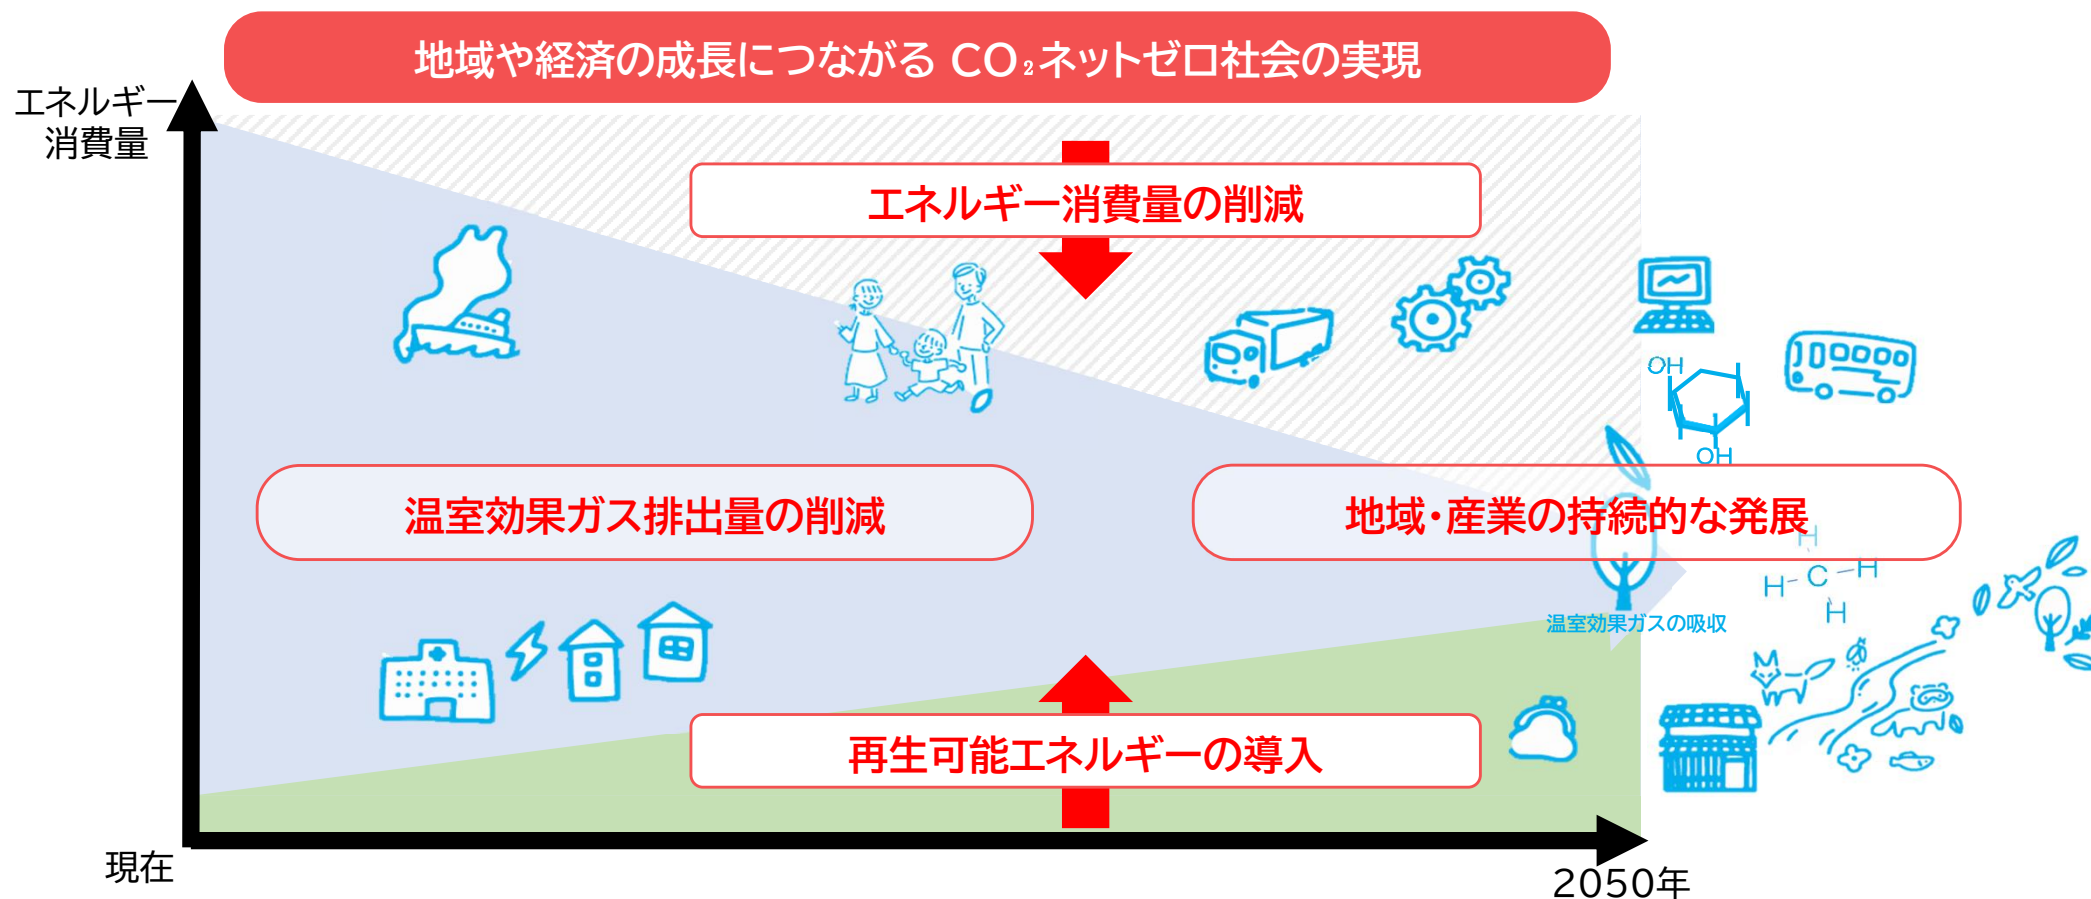 地域や経済の成長につながる CO₂ネットゼロ社会の実現
エネルギー
消費量
エネルギー消費量の削減
OH
OH
温室効果ガス排出量の削減
地域・産業の持続的な発展
H
H-C-H
H
温室効果ガスの吸収
再生可能エネルギーの導入
現在
2050年